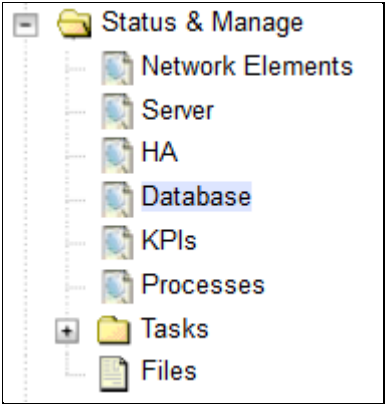 Status & Manage
Network Elements
Server
HA
Database
KPIs
Processes
Tasks
Files